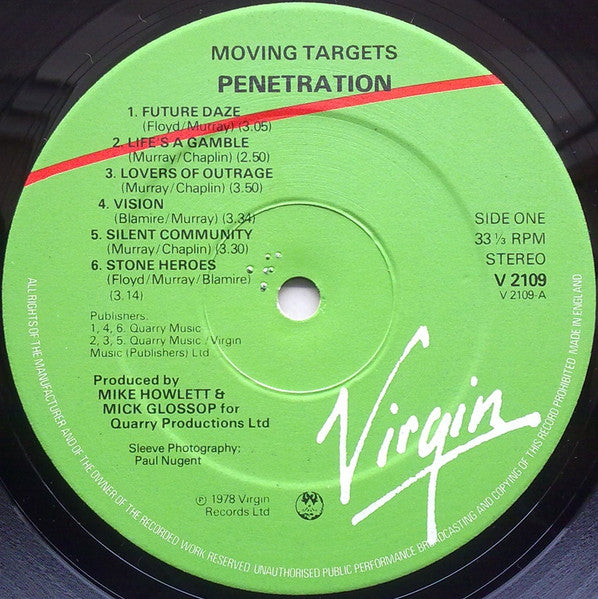 MOVING TARGETS
PENETRATION
1. FUTURE DAZE
(Floyd/Murray) (3.05)
2. LIFE'S A GAMBLE
(Murray/Chaplin) (2.50)
3. LOVERS OF OUTRAGE
(Murray/Chaplin) (3.50)
4. VISION
(Blamire/Murray) (3.34)
5. SILENT COMMUNITY
(Murray/Chaplin) (3.30)
6. STONE HEROES
(Floyd/Murray/Blamire)
(3.14)
SIDE ONE
33 ⅓ RPM
STEREO
V 2109
V 2109-A
Publishers:
1, 4, 6. Quarry Music
2, 3, 5. Quarry Music/Virgin
Music (Publishers) Ltd
Produced by
MIKE HOWLETT &
MICK GLOSSOP for
Quarry Productions Ltd
Sleeve Photography:
Paul Nugent
Virgin
℗ 1978 Virgin
Records Ltd
ALL RIGHTS OF THE MANUFACTURER AND OF THE OWNER OF THE RECORDED WORK RESERVED. UNAUTHORISED PUBLIC PERFORMANCE BROADCASTING AND COPYING OF THIS RECORD PROHIBITED. MADE IN ENGLAND